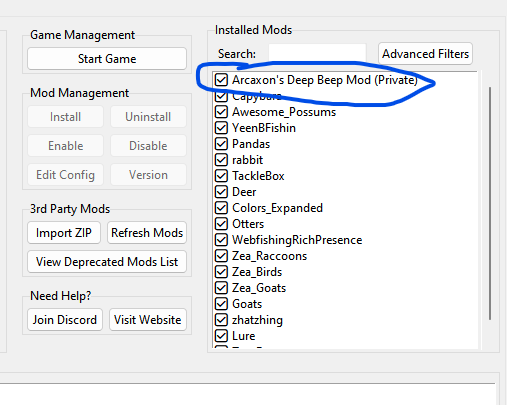 Game Management
Start Game
Mod Management
Install Uninstall
Enable Disable
Edit Config Version
3rd Party Mods
Import ZIP Refresh Mods
View Deprecated Mods List
Need Help?
Join Discord Visit Website
Installed Mods
Search: Advanced Filters
Arcaxon's Deep Beep Mod (Private)
Capybara
Awesome_Possums
YeenBFishin
Pandas
rabbit
TackleBox
Deer
Colors_Expanded
Otters
WebfishingRichPresence
Zea_Raccoons
Zea_Birds
Zea_Goats
Goats
zhatzhing
Lure